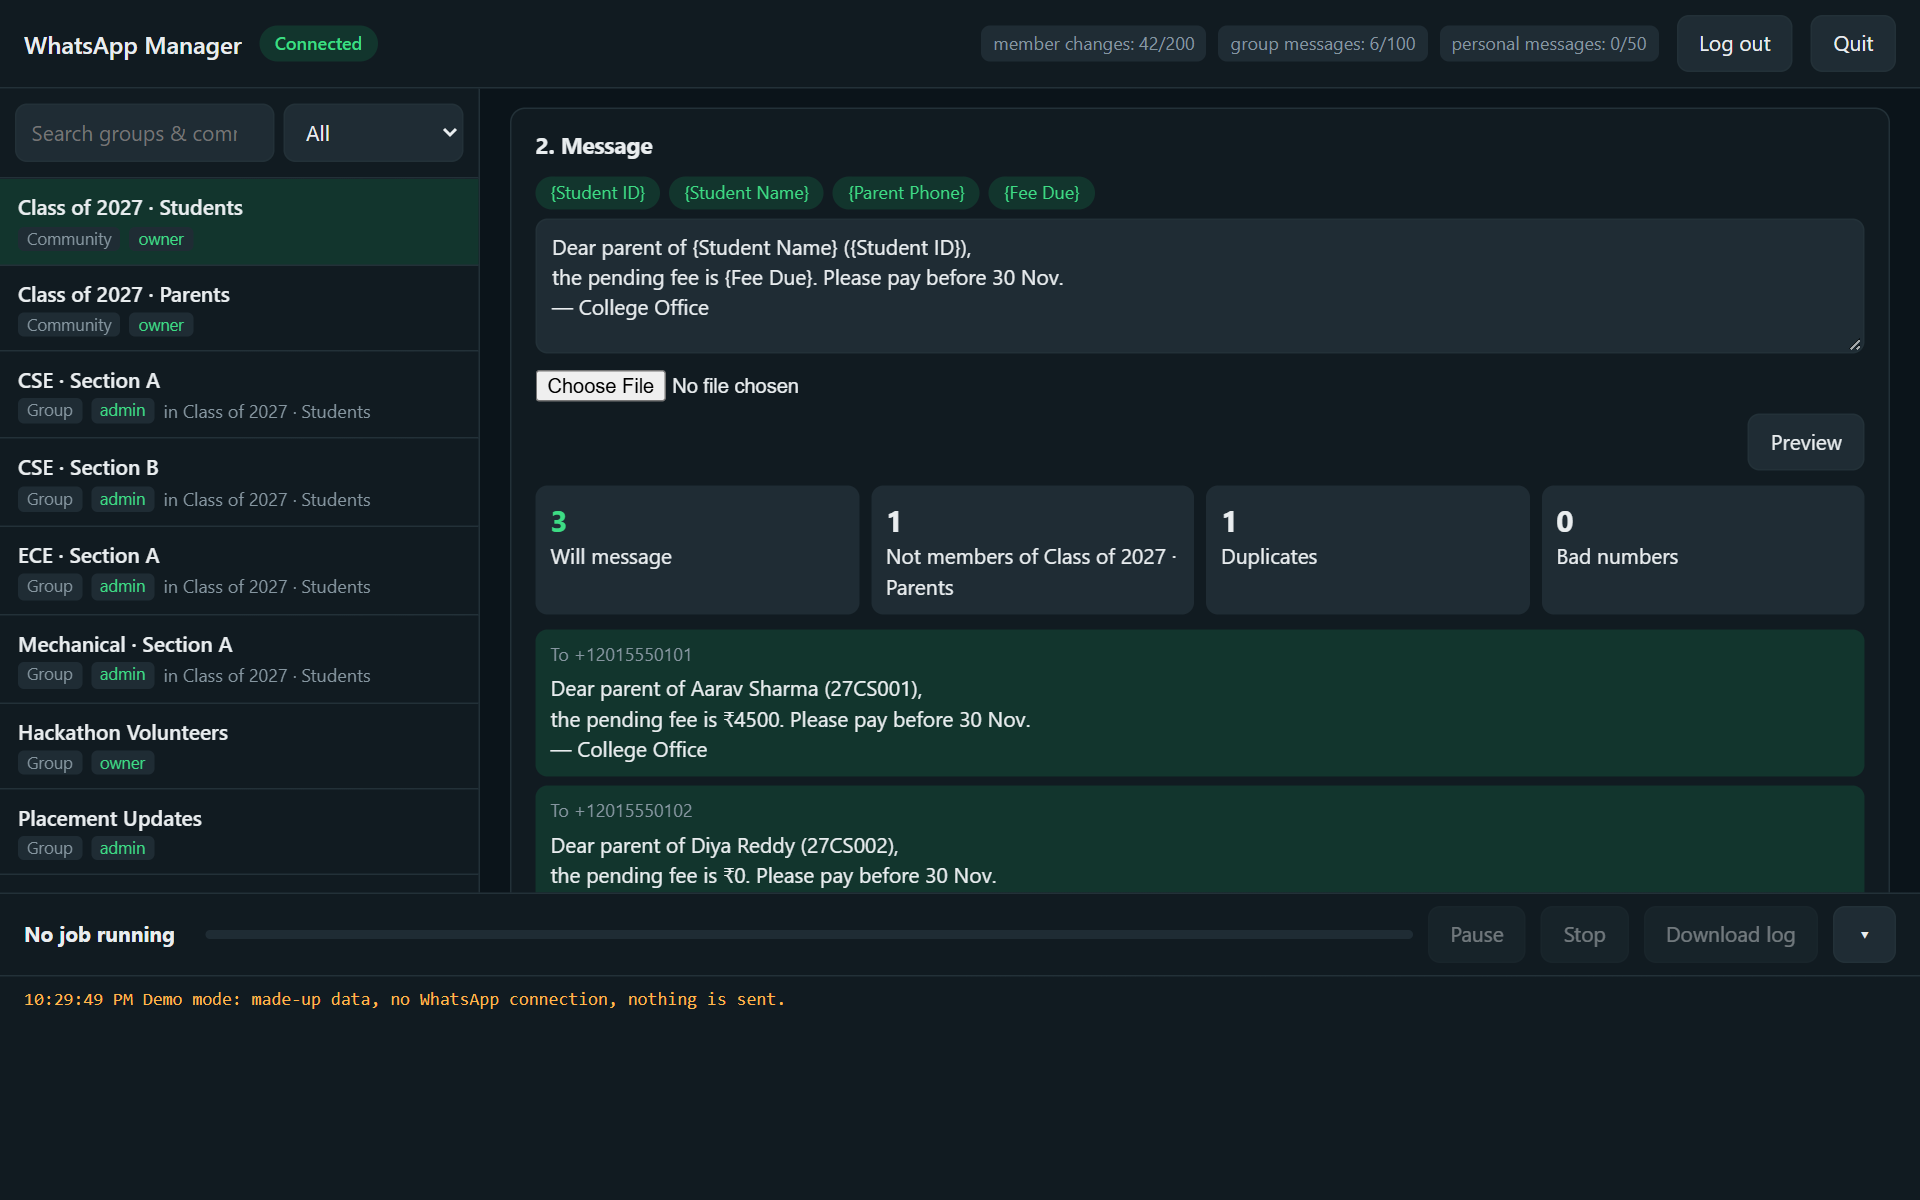 WhatsApp Manager
Connected
member changes: 42/200
group messages: 6/100
personal messages: 0/50
Log out
Quit
Search groups & comr
All
Class of 2027 · Students
Community owner
Class of 2027 · Parents
Community owner
CSE · Section A
Group admin in Class of 2027 · Students
CSE · Section B
Group admin in Class of 2027 · Students
ECE · Section A
Group admin in Class of 2027 · Students
Mechanical · Section A
Group admin in Class of 2027 · Students
Hackathon Volunteers
Group owner
Placement Updates
Group admin
2. Message
{Student ID} {Student Name} {Parent Phone} {Fee Due}
Dear parent of {Student Name} ({Student ID}),
the pending fee is {Fee Due}. Please pay before 30 Nov.
— College Office
Choose File No file chosen
Preview
3
Will message
1
Not members of Class of 2027 ·
Parents
1
Duplicates
0
Bad numbers
To +12015550101
Dear parent of Aarav Sharma (27CS001),
the pending fee is ₹4500. Please pay before 30 Nov.
— College Office
To +12015550102
Dear parent of Diya Reddy (27CS002),
the pending fee is ₹0. Please pay before 30 Nov.
No job running
Pause
Stop
Download log
10:29:49 PM Demo mode: made-up data, no WhatsApp connection, nothing is sent.